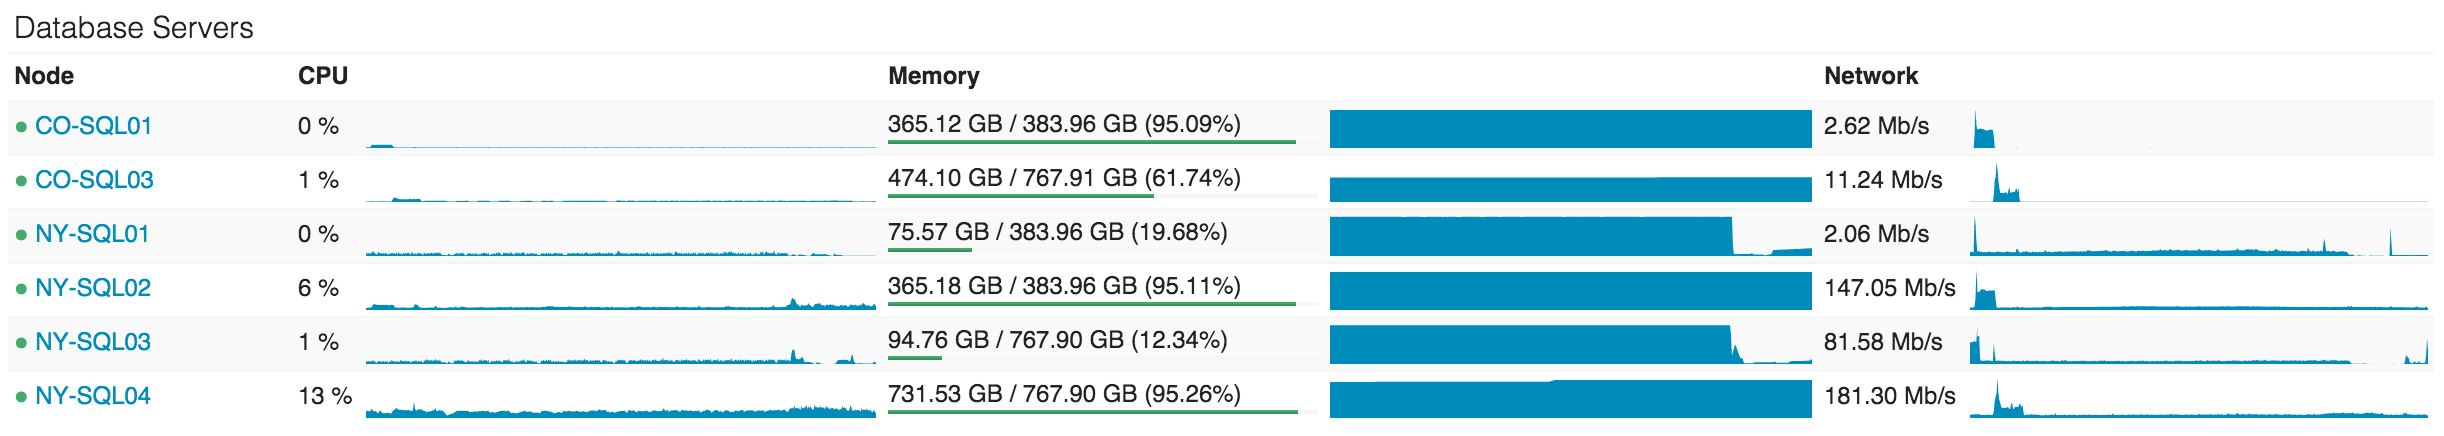 Database Servers
Node CPU Memory Network
CO-SQL01 0 % 365.12 GB / 383.96 GB (95.09%) 2.62 Mb/s
CO-SQL03 1 % 474.10 GB / 767.91 GB (61.74%) 11.24 Mb/s
NY-SQL01 0 % 75.57 GB / 383.96 GB (19.68%) 2.06 Mb/s
NY-SQL02 6 % 365.18 GB / 383.96 GB (95.11%) 147.05 Mb/s
NY-SQL03 1 % 94.76 GB / 767.90 GB (12.34%) 81.58 Mb/s
NY-SQL04 13 % 731.53 GB / 767.90 GB (95.26%) 181.30 Mb/s